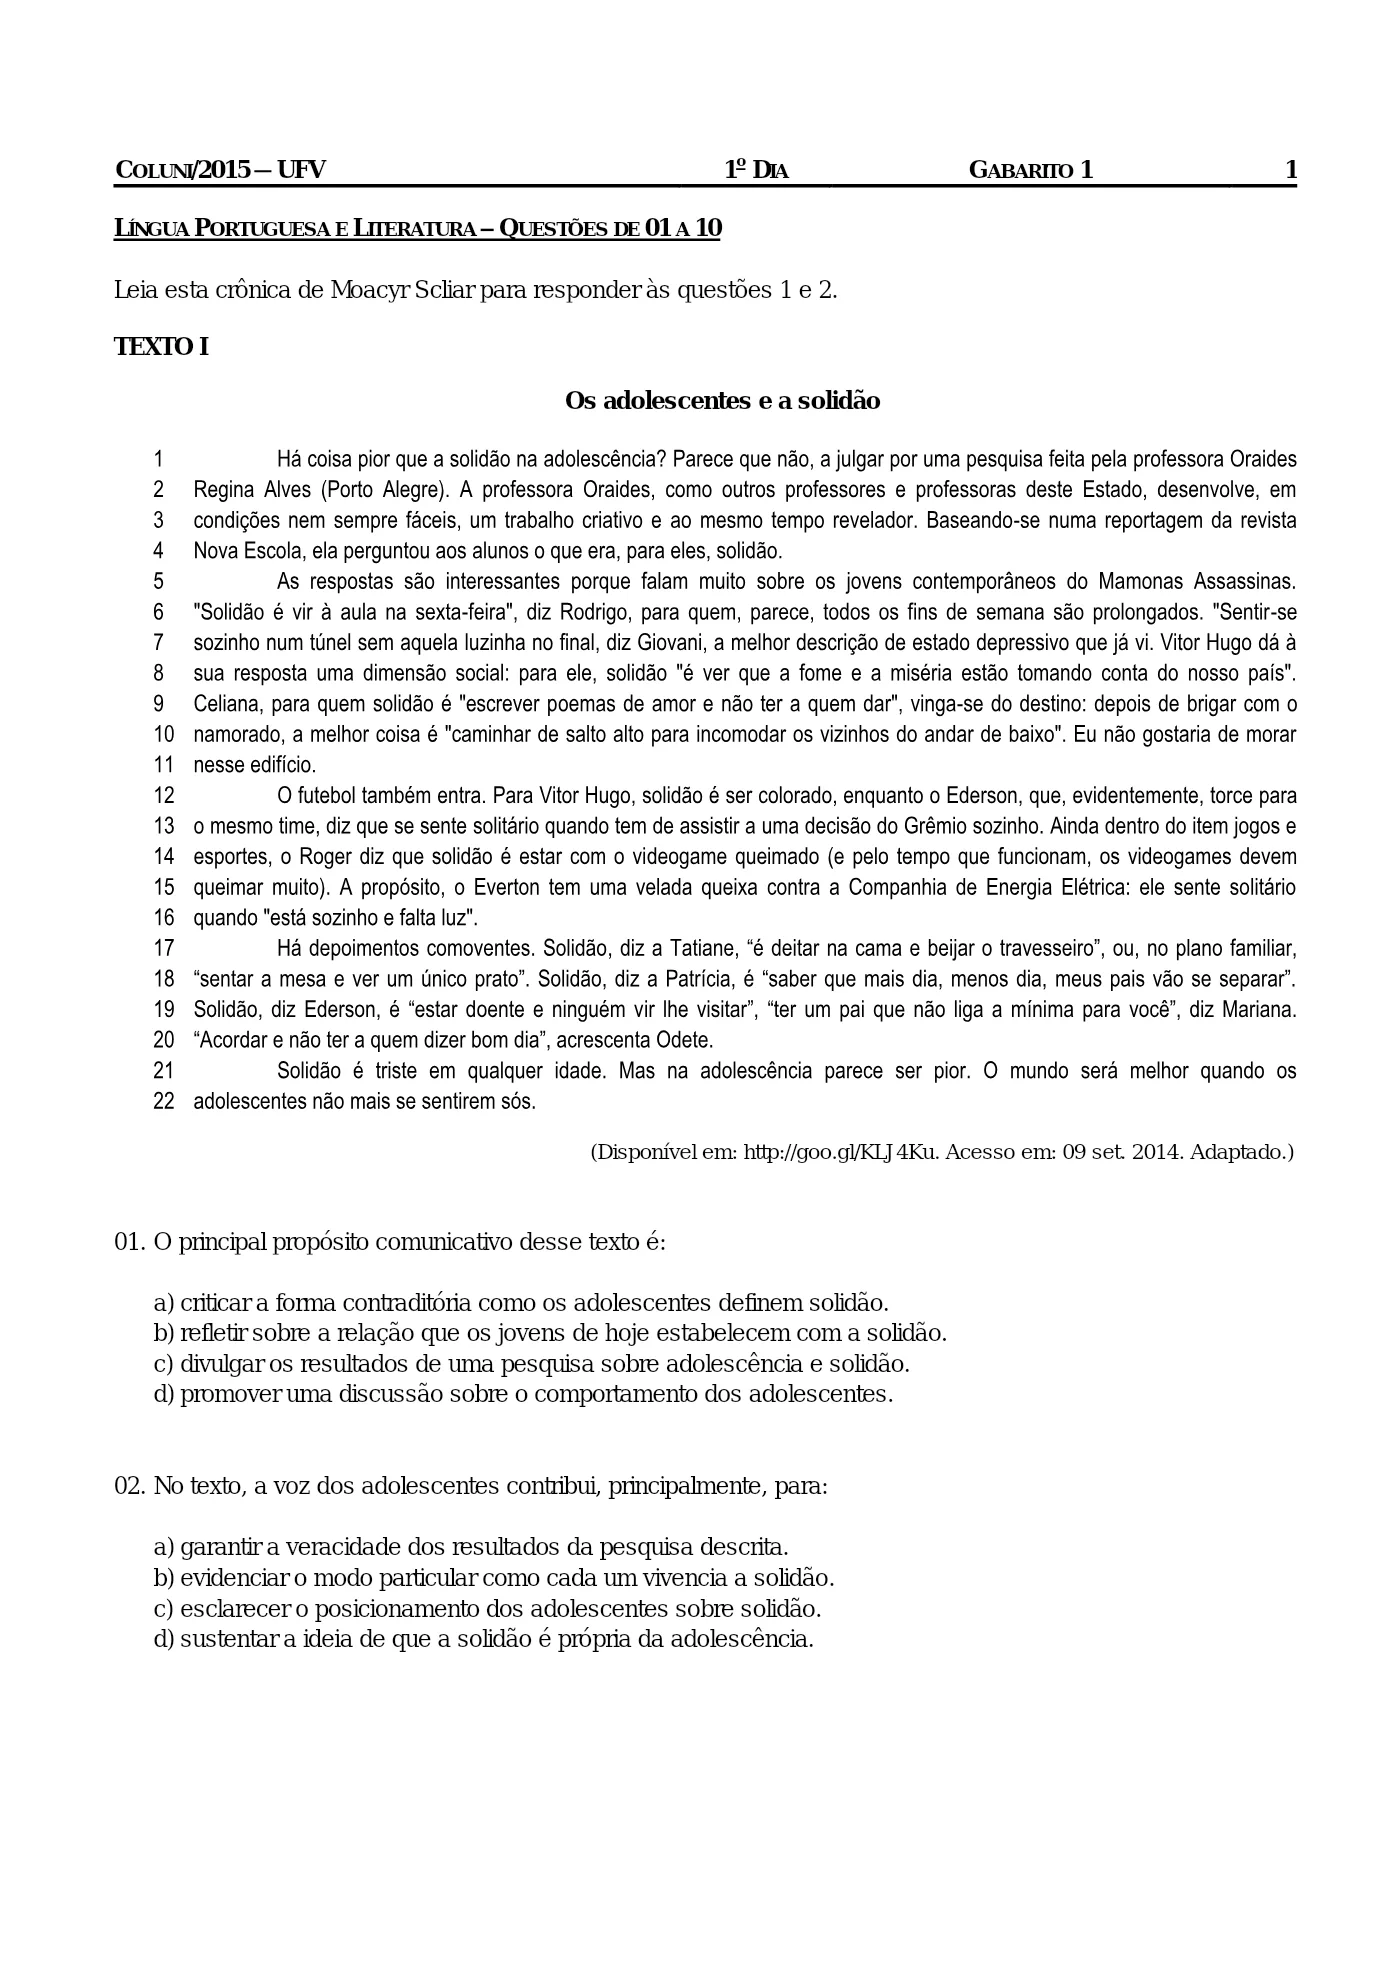 COLUNI/2015 – UFV 1º DIA GABARITO 1 1
LÍNGUA PORTUGUESA E LITERATURA – QUESTÕES DE 01 A 10
Leia esta crônica de Moacyr Scliar para responder às questões 1 e 2.
TEXTO I
Os adolescentes e a solidão
1 Há coisa pior que a solidão na adolescência? Parece que não, a julgar por uma pesquisa feita pela professora Oraides
2 Regina Alves (Porto Alegre). A professora Oraides, como outros professores e professoras deste Estado, desenvolve, em
3 condições nem sempre fáceis, um trabalho criativo e ao mesmo tempo revelador. Baseando-se numa reportagem da revista
4 Nova Escola, ela perguntou aos alunos o que era, para eles, solidão.
5 As respostas são interessantes porque falam muito sobre os jovens contemporâneos do Mamonas Assassinas.
6 "Solidão é vir à aula na sexta-feira", diz Rodrigo, para quem, parece, todos os fins de semana são prolongados. "Sentir-se
7 sozinho num túnel sem aquela luzinha no final, diz Giovani, a melhor descrição de estado depressivo que já vi. Vitor Hugo dá à
8 sua resposta uma dimensão social: para ele, solidão "é ver que a fome e a miséria estão tomando conta do nosso país".
9 Celiana, para quem solidão é "escrever poemas de amor e não ter a quem dar", vinga-se do destino: depois de brigar com o
10 namorado, a melhor coisa é "caminhar de salto alto para incomodar os vizinhos do andar de baixo". Eu não gostaria de morar
11 nesse edifício.
12 O futebol também entra. Para Vitor Hugo, solidão é ser colorado, enquanto o Ederson, que, evidentemente, torce para
13 o mesmo time, diz que se sente solitário quando tem de assistir a uma decisão do Grêmio sozinho. Ainda dentro do item jogos e
14 esportes, o Roger diz que solidão é estar com o videogame queimado (e pelo tempo que funcionam, os videogames devem
15 queimar muito). A propósito, o Everton tem uma velada queixa contra a Companhia de Energia Elétrica: ele sente solitário
16 quando "está sozinho e falta luz".
17 Há depoimentos comoventes. Solidão, diz a Tatiane, “é deitar na cama e beijar o travesseiro”, ou, no plano familiar,
18 “sentar a mesa e ver um único prato”. Solidão, diz a Patrícia, é “saber que mais dia, menos dia, meus pais vão se separar”.
19 Solidão, diz Ederson, é “estar doente e ninguém vir lhe visitar”, “ter um pai que não liga a mínima para você”, diz Mariana.
20 “Acordar e não ter a quem dizer bom dia”, acrescenta Odete.
21 Solidão é triste em qualquer idade. Mas na adolescência parece ser pior. O mundo será melhor quando os
22 adolescentes não mais se sentirem sós.
(Disponível em: http://goo.gl/KLJ4Ku. Acesso em: 09 set. 2014. Adaptado.)
01. O principal propósito comunicativo desse texto é:
a) criticar a forma contraditória como os adolescentes definem solidão.
b) refletir sobre a relação que os jovens de hoje estabelecem com a solidão.
c) divulgar os resultados de uma pesquisa sobre adolescência e solidão.
d) promover uma discussão sobre o comportamento dos adolescentes.
02. No texto, a voz dos adolescentes contribui, principalmente, para:
a) garantir a veracidade dos resultados da pesquisa descrita.
b) evidenciar o modo particular como cada um vivencia a solidão.
c) esclarecer o posicionamento dos adolescentes sobre solidão.
d) sustentar a ideia de que a solidão é própria da adolescência.